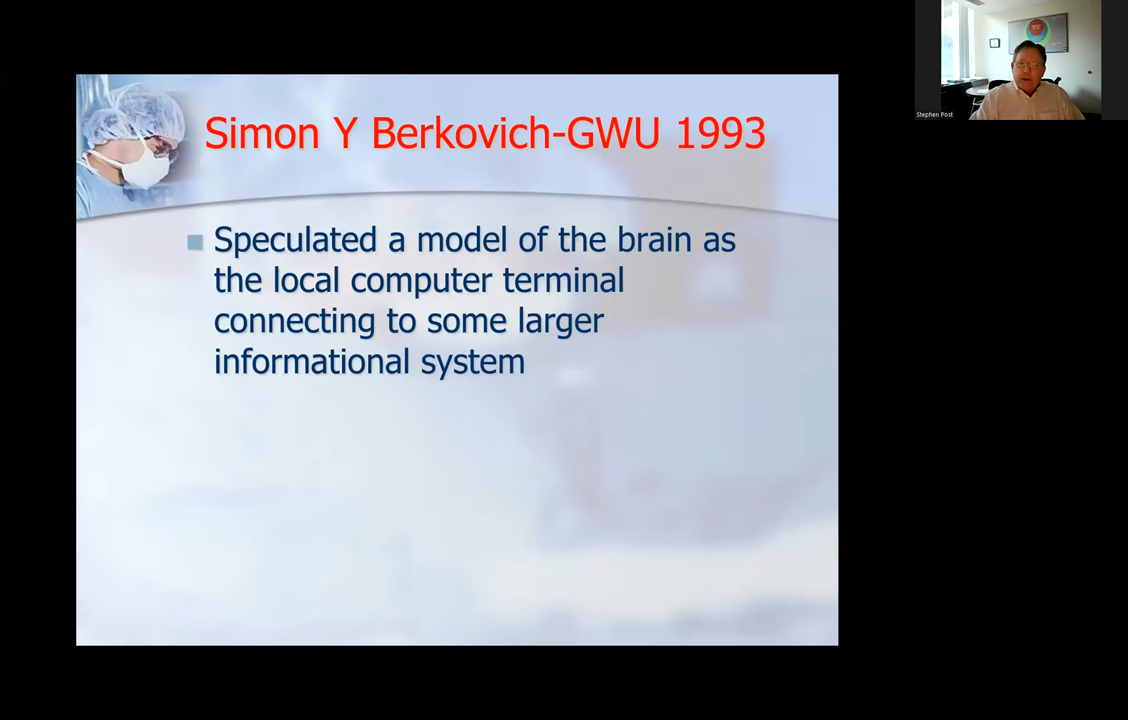 Simon Y Berkovich-GWU 1993
Speculated a model of the brain as
the local computer terminal
connecting to some larger
informational system
Stephen Post